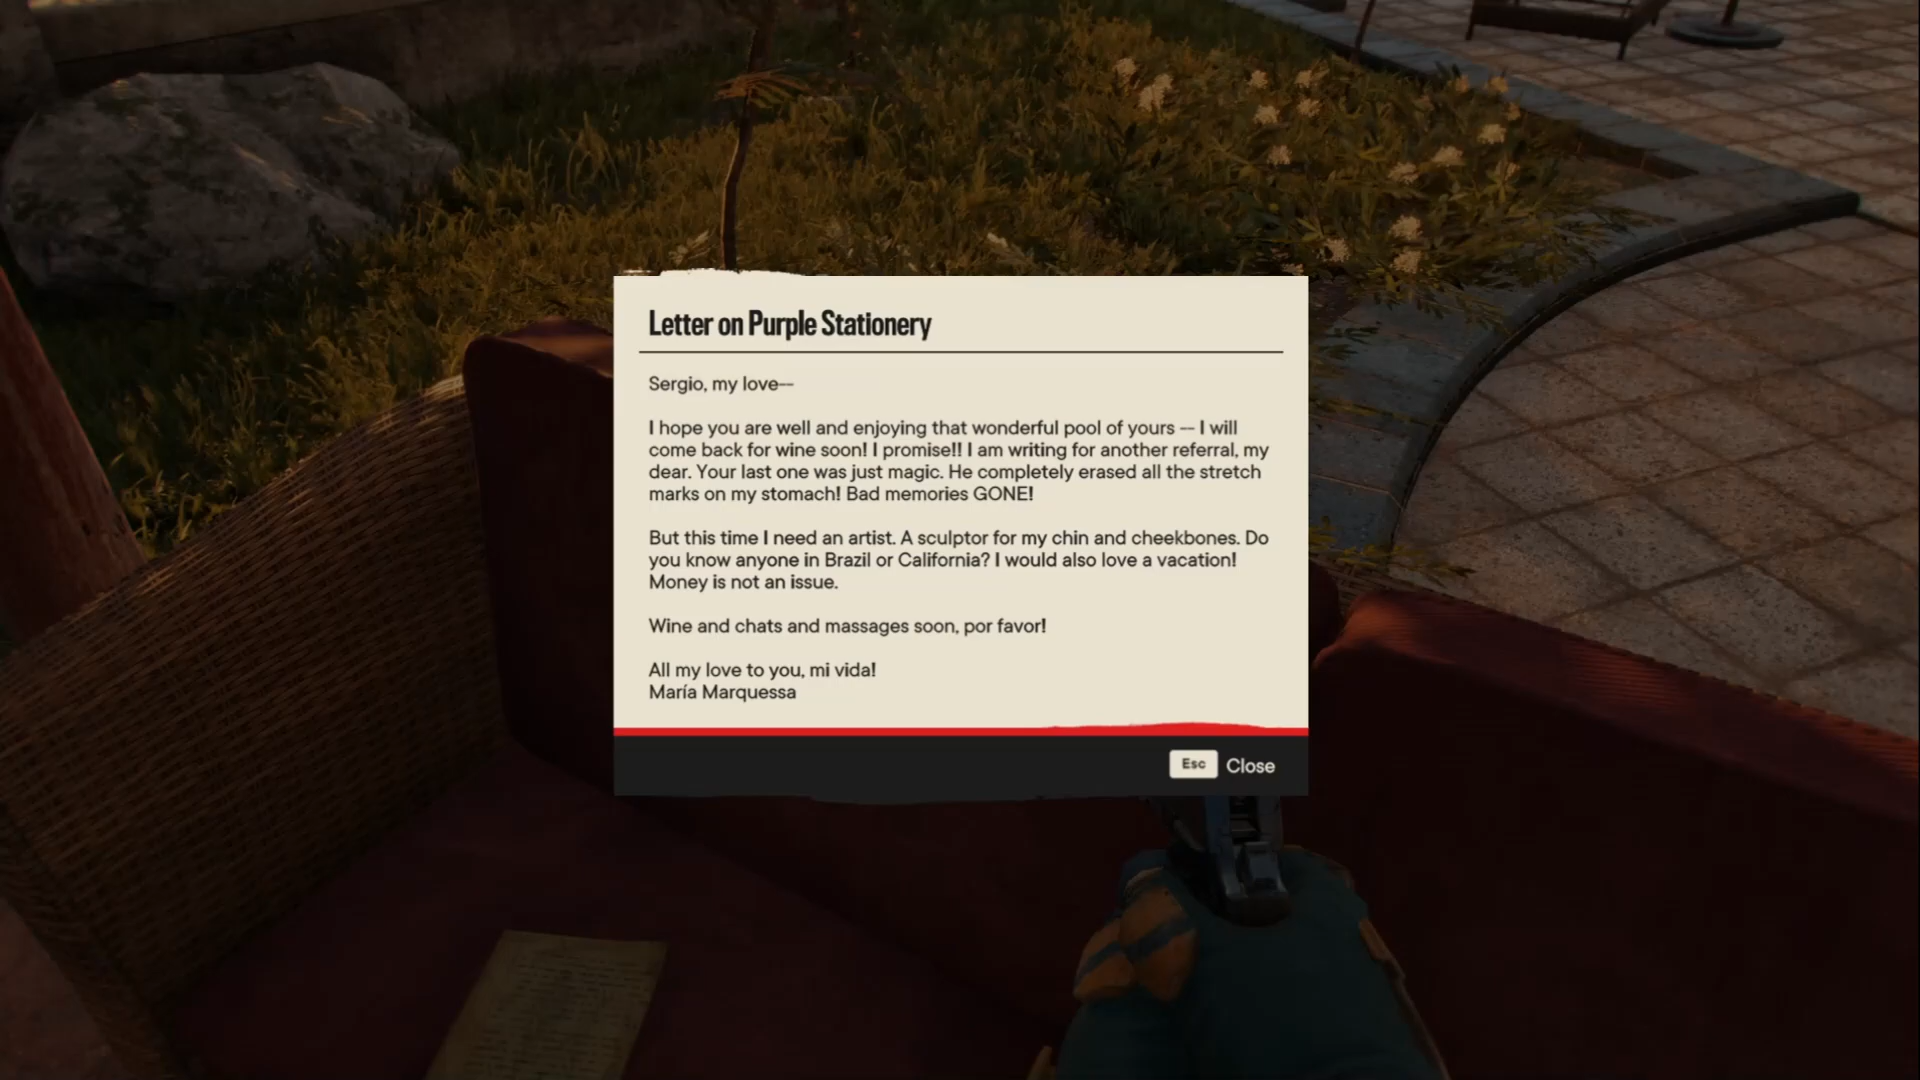 Letter on Purple Stationery
Sergio, my love--
I hope you are well and enjoying that wonderful pool of yours -- I will
come back for wine soon! I promise!! I am writing for another referral, my
dear. Your last one was just magic. He completely erased all the stretch
marks on my stomach! Bad memories GONE!
But this time I need an artist. A sculptor for my chin and cheekbones. Do
you know anyone in Brazil or California? I would also love a vacation!
Money is not an issue.
Wine and chats and massages soon, por favor!
All my love to you, mi vida!
María Marquessa
Esc Close